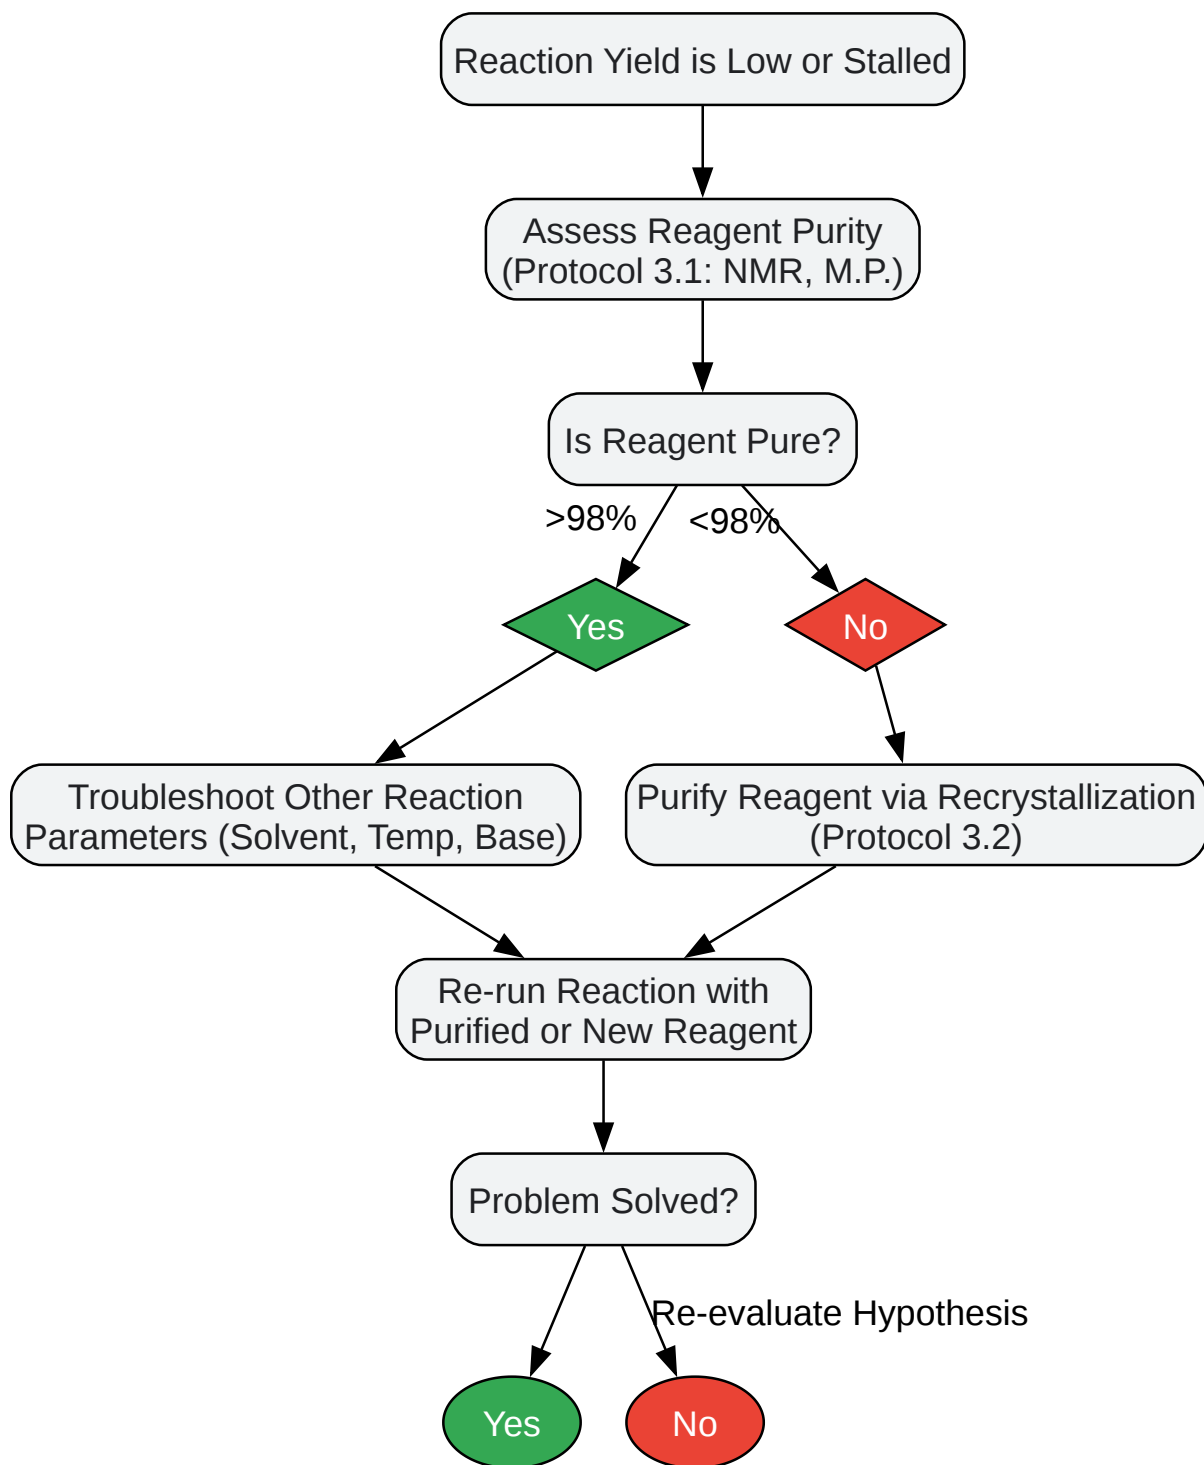 Reaction Yield is Low or Stalled
Assess Reagent Purity
(Protocol 3.1: NMR, M.P.)
Is Reagent Pure?
>98%
<98%
Yes
No
Troubleshoot Other Reaction
Parameters (Solvent, Temp, Base)
Purify Reagent via Recrystallization
(Protocol 3.2)
Re-run Reaction with
Purified or New Reagent
Problem Solved?
Re-evaluate Hypothesis
Yes
No